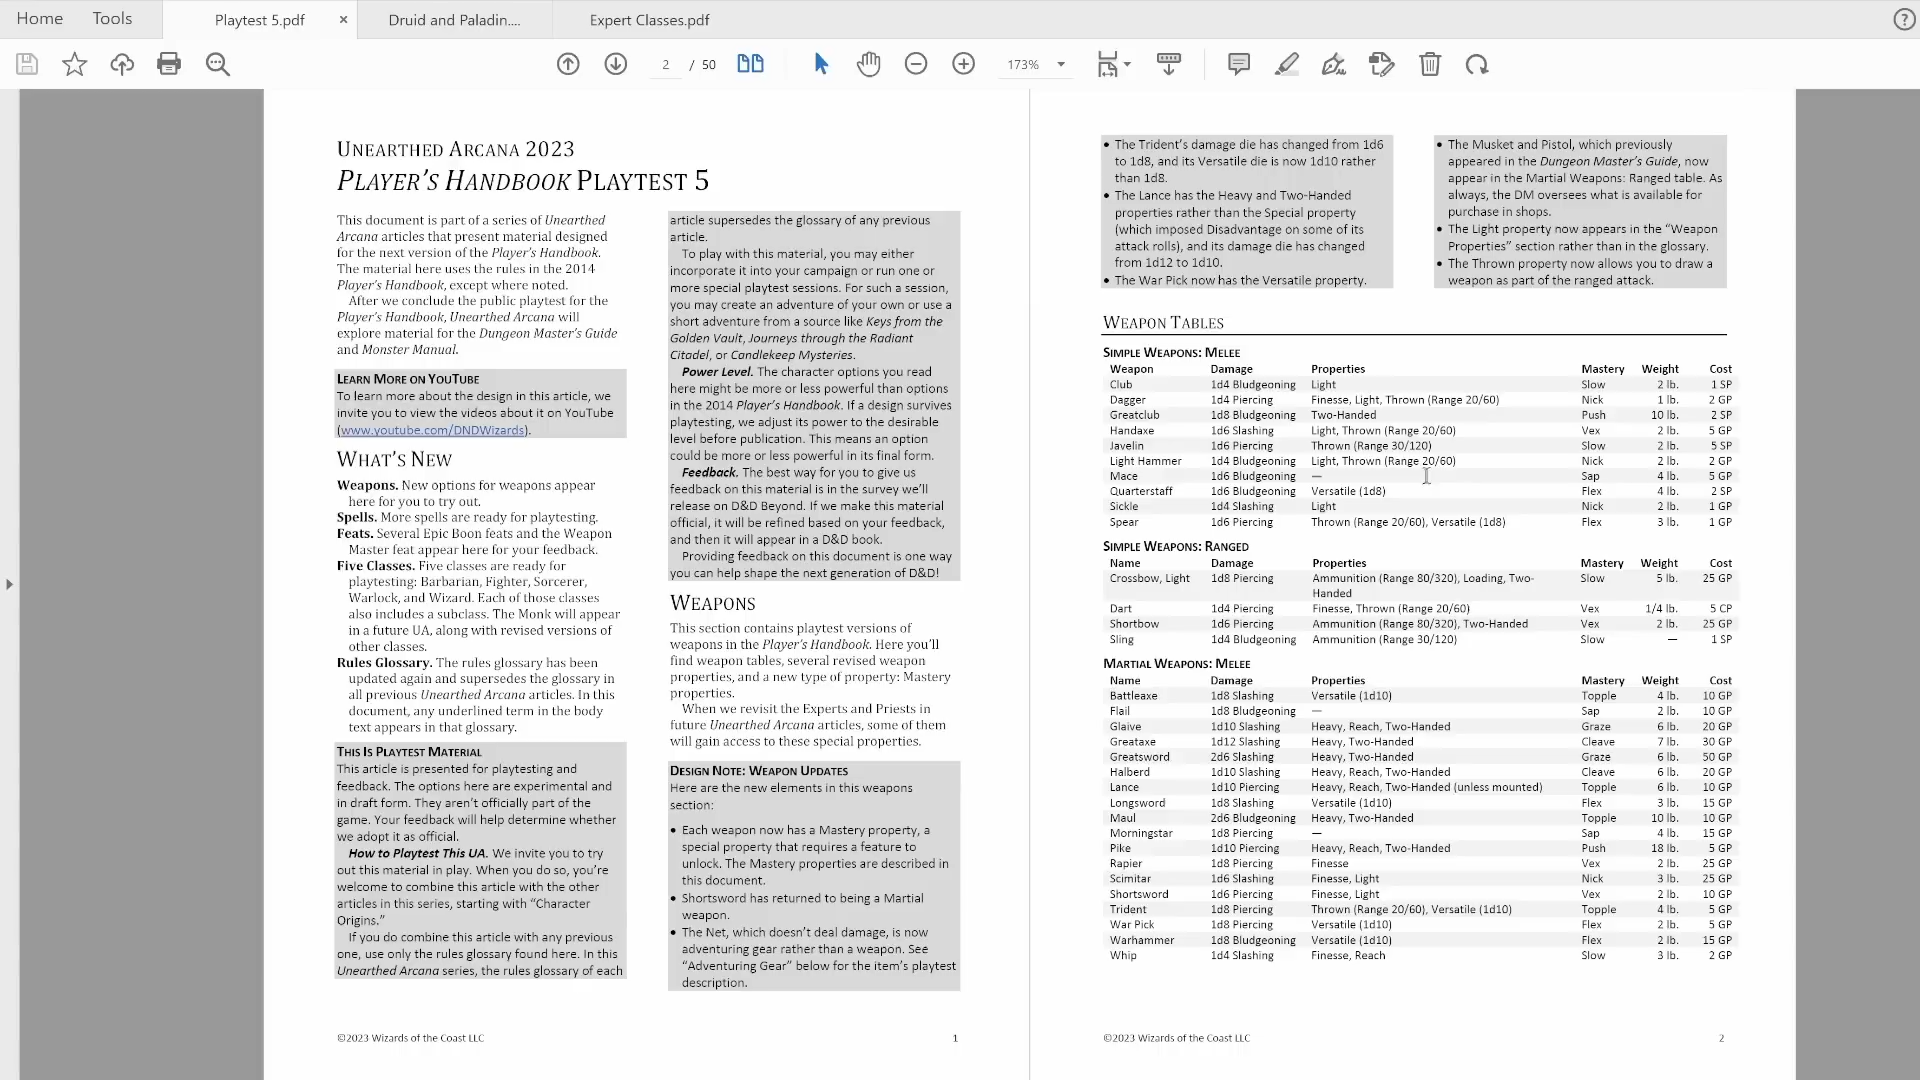 Home
Tools
Playtest 5.pdf
×
Druid and Paladin....
Expert Classes.pdf
2 / 50
173%
UNEARTHED ARCANA 2023
PLAYER'S HANDBOOK PLAYTEST 5
This document is part of a series of Unearthed
Arcana articles that present material designed
for the next version of the Player's Handbook.
The material here uses the rules in the 2014
Player's Handbook, except where noted.
After we conclude the public playtest for the
Player's Handbook, Unearthed Arcana will
explore material for the Dungeon Master's Guide
and Monster Manual.
LEARN MORE ON YOUTUBE
To learn more about the design in this article, we
invite you to view the videos about it on YouTube
(www.youtube.com/DNDWizards).
WHAT'S NEW
Weapons. New options for weapons appear
here for you to try out.
Spells. More spells are ready for playtesting.
Feats. Several Epic Boon feats and the Weapon
Master feat appear here for your feedback.
Five Classes. Five classes are ready for
playtesting: Barbarian, Fighter, Sorcerer,
Warlock, and Wizard. Each of those classes
also includes a subclass. The Monk will appear
in a future UA, along with revised versions of
other classes.
Rules Glossary. The rules glossary has been
updated again and supersedes the glossary in
all previous Unearthed Arcana articles. In this
document, any underlined term in the body
text appears in that glossary.
THIS IS PLAYTEST MATERIAL
This article is presented for playtesting and
feedback. The options here are experimental and
in draft form. They aren't officially part of the
game. Your feedback will help determine whether
we adopt it as official.
How to Playtest This UA. We invite you to try
out this material in play. When you do so, you're
welcome to combine this article with the other
articles in this series, starting with "Character
Origins."
If you do combine this article with any previous
one, use only the rules glossary found here. In this
Unearthed Arcana series, the rules glossary of each
article supersedes the glossary of any previous
article.
To play with this material, you may either
incorporate it into your campaign or run one or
more special playtest sessions. For such a session,
you may create an adventure of your own or use a
short adventure from a source like Keys from the
Golden Vault, Journeys through the Radiant
Citadel, or Candlekeep Mysteries.
Power Level. The character options you read
here might be more or less powerful than options
in the 2014 Player's Handbook. If a design survives
playtesting, we adjust its power to the desirable
level before publication. This means an option
could be more or less powerful in its final form.
Feedback. The best way for you to give us
feedback on this material is in the survey we'll
release on D&D Beyond. If we make this material
official, it will be refined based on your feedback,
and then it will appear in a D&D book.
Providing feedback on this document is one way
you can help shape the next generation of D&D!
WEAPONS
This section contains playtest versions of
weapons in the Player's Handbook. Here you'll
find weapon tables, several revised weapon
properties, and a new type of property: Mastery
properties.
When we revisit the Experts and Priests in
future Unearthed Arcana articles, some of them
will gain access to these special properties.
DESIGN NOTE: WEAPON UPDATES
Here are the new elements in this weapons
section:
• Each weapon now has a Mastery property, a
special property that requires a feature to
unlock. The Mastery properties are described in
this document.
• Shortsword has returned to being a Martial
weapon.
• The Net, which doesn't deal damage, is now
adventuring gear rather than a weapon. See
"Adventuring Gear" below for the item's playtest
description.
©2023 Wizards of the Coast LLC 1
• The Trident's damage die has changed from 1d6
to 1d8, and its Versatile die is now 1d10 rather
than 1d8.
• The Lance has the Heavy and Two-Handed
properties rather than the Special property
(which imposed Disadvantage on some of its
attack rolls), and its damage die has changed
from 1d12 to 1d10.
• The War Pick now has the Versatile property.
• The Musket and Pistol, which previously
appeared in the Dungeon Master's Guide, now
appear in the Martial Weapons: Ranged table. As
always, the DM oversees what is available for
purchase in shops.
• The Light property now appears in the "Weapon
Properties" section rather than in the glossary.
• The Thrown property now allows you to draw a
weapon as part of the ranged attack.
WEAPON TABLES
SIMPLE WEAPONS: MELEE
Weapon Damage Properties Mastery Weight Cost
Club 1d4 Bludgeoning Light Slow 2 lb. 1 SP
Dagger 1d4 Piercing Finesse, Light, Thrown (Range 20/60) Nick 1 lb. 2 GP
Greatclub 1d8 Bludgeoning Two-Handed Push 10 lb. 2 SP
Handaxe 1d6 Slashing Light, Thrown (Range 20/60) Vex 2 lb. 5 GP
Javelin 1d6 Piercing Thrown (Range 30/120) Slow 2 lb. 5 SP
Light Hammer 1d4 Bludgeoning Light, Thrown (Range 20/60) Nick 2 lb. 2 GP
Mace 1d6 Bludgeoning — Sap 4 lb. 5 GP
Quarterstaff 1d6 Bludgeoning Versatile (1d8) Flex 4 lb. 2 SP
Sickle 1d4 Slashing Light Nick 2 lb. 1 GP
Spear 1d6 Piercing Thrown (Range 20/60), Versatile (1d8) Flex 3 lb. 1 GP
SIMPLE WEAPONS: RANGED
Name Damage Properties Mastery Weight Cost
Crossbow, Light 1d8 Piercing Ammunition (Range 80/320), Loading, Two-
Handed Slow 5 lb. 25 GP
Dart 1d4 Piercing Finesse, Thrown (Range 20/60) Vex 1/4 lb. 5 CP
Shortbow 1d6 Piercing Ammunition (Range 80/320), Two-Handed Vex 2 lb. 25 GP
Sling 1d4 Bludgeoning Ammunition (Range 30/120) Slow — 1 SP
MARTIAL WEAPONS: MELEE
Name Damage Properties Mastery Weight Cost
Battleaxe 1d8 Slashing Versatile (1d10) Topple 4 lb. 10 GP
Flail 1d8 Bludgeoning — Sap 2 lb. 10 GP
Glaive 1d10 Slashing Heavy, Reach, Two-Handed Graze 6 lb. 20 GP
Greataxe 1d12 Slashing Heavy, Two-Handed Cleave 7 lb. 30 GP
Greatsword 2d6 Slashing Heavy, Two-Handed Graze 6 lb. 50 GP
Halberd 1d10 Slashing Heavy, Reach, Two-Handed Cleave 6 lb. 20 GP
Lance 1d10 Piercing Heavy, Reach, Two-Handed (unless mounted) Topple 6 lb. 10 GP
Longsword 1d8 Slashing Versatile (1d10) Flex 3 lb. 15 GP
Maul 2d6 Bludgeoning Heavy, Two-Handed Topple 10 lb. 10 GP
Morningstar 1d8 Piercing — Sap 4 lb. 15 GP
Pike 1d10 Piercing Heavy, Reach, Two-Handed Push 18 lb. 5 GP
Rapier 1d8 Piercing Finesse Vex 2 lb. 25 GP
Scimitar 1d6 Slashing Finesse, Light Nick 3 lb. 25 GP
Shortsword 1d6 Piercing Finesse, Light Vex 2 lb. 10 GP
Trident 1d8 Piercing Thrown (Range 20/60), Versatile (1d10) Topple 4 lb. 5 GP
War Pick 1d8 Piercing Versatile (1d10) Flex 2 lb. 5 GP
Warhammer 1d8 Bludgeoning Versatile (1d10) Flex 2 lb. 15 GP
Whip 1d4 Slashing Finesse, Reach Slow 3 lb. 2 GP
©2023 Wizards of the Coast LLC 2